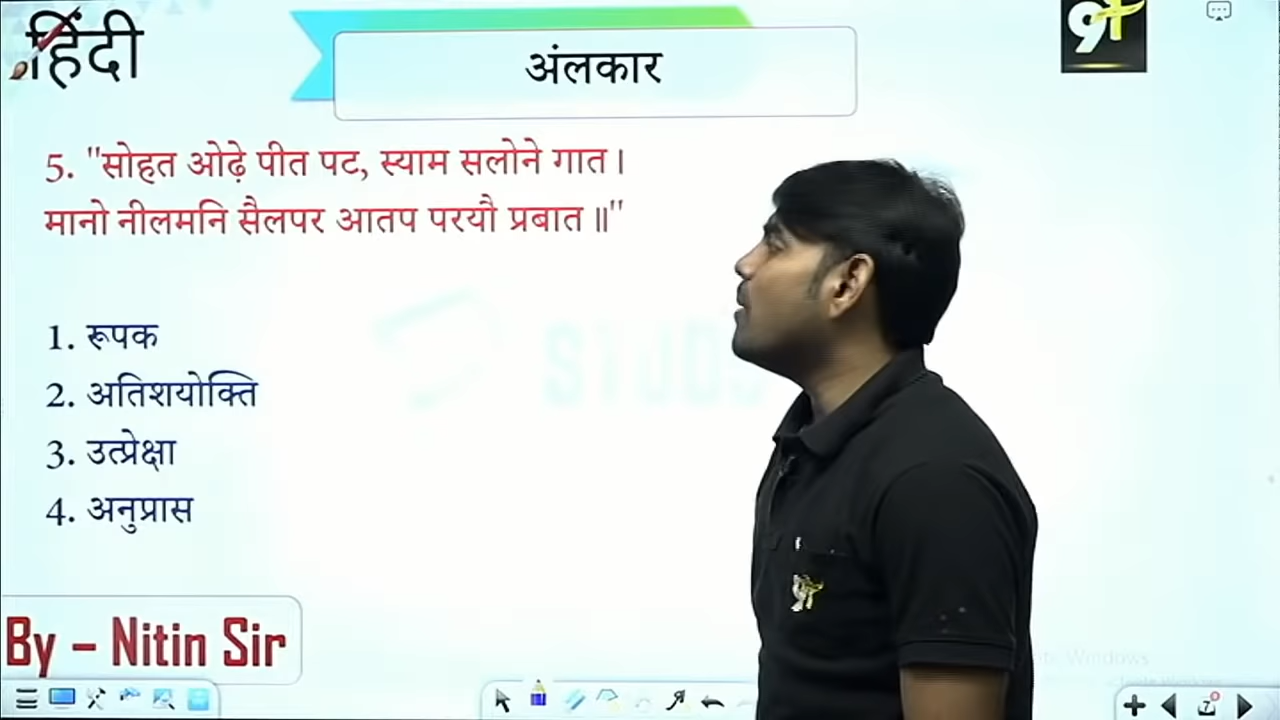 हिंदी
अंलकार
5. "सोहत ओढ़े पीत पट, स्याम सलोने गात।
मानो नीलमनि सैलपर आतप परयौ प्रबात॥"
1. रूपक
2. अतिशयोक्ति
3. उत्प्रेक्षा
4. अनुप्रास
By – Nitin Sir
7